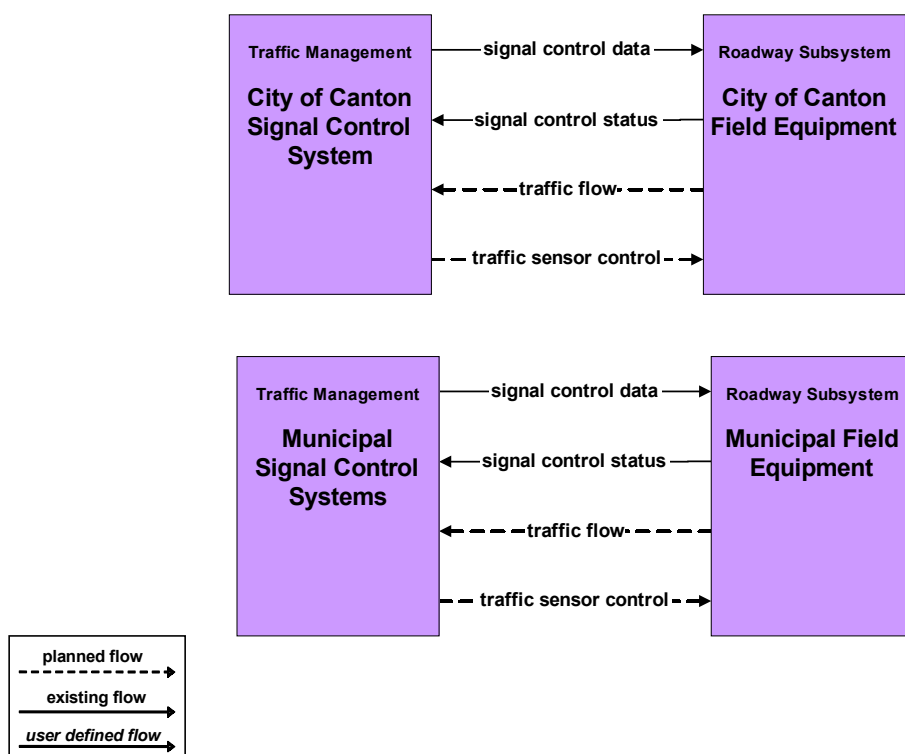 Traffic Management
City of Canton
Signal Control
System
signal control data
signal control status
traffic flow
traffic sensor control
Roadway Subsystem
City of Canton
Field Equipment
Traffic Management
Municipal
Signal Control
Systems
signal control data
signal control status
traffic flow
traffic sensor control
Roadway Subsystem
Municipal Field
Equipment
planned flow
existing flow
user defined flow